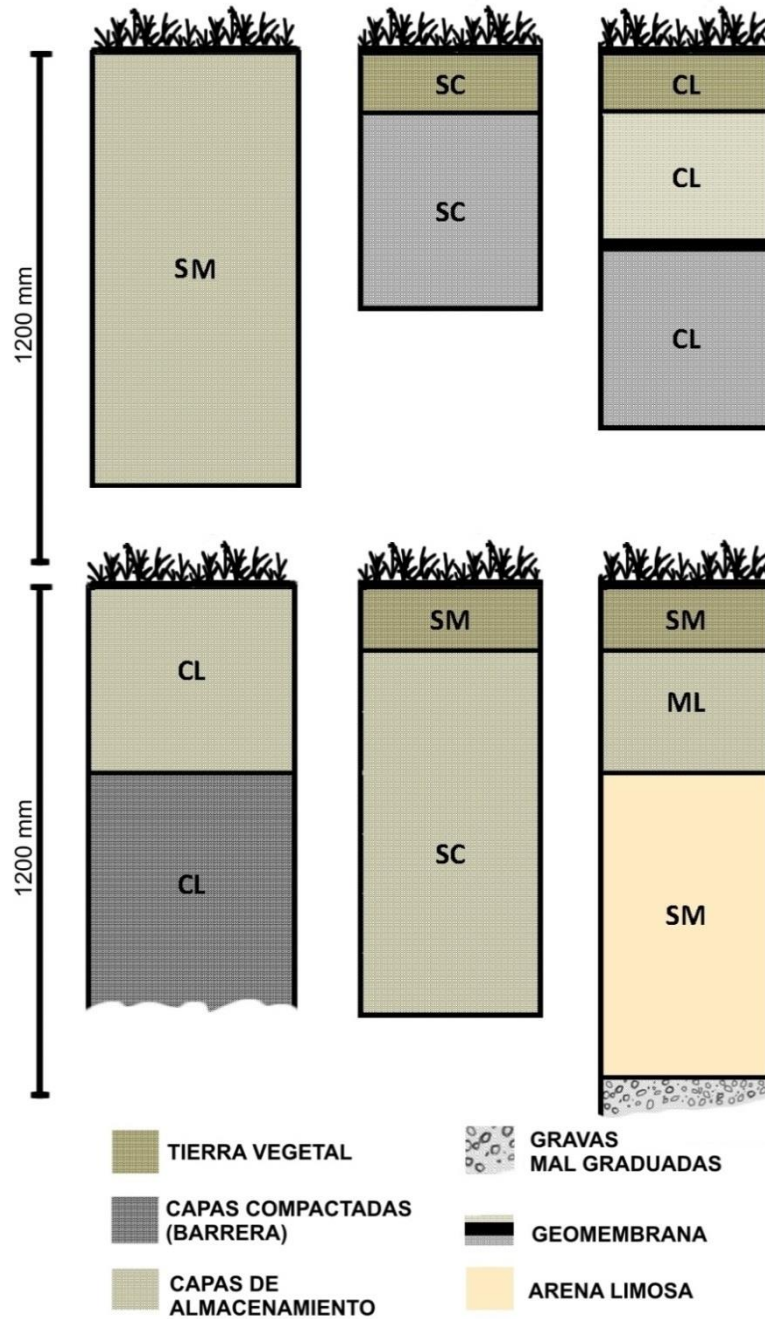 1200 mm
SM
SC
SC
CL
CL
CL
1200 mm
CL
CL
SM
SC
SM
ML
SM
TIERRA VEGETAL
CAPAS COMPACTADAS
(BARRERA)
CAPAS DE
ALMACENAMIENTO
GRAVAS
MAL GRADUADAS
GEOMEMBRANA
ARENA LIMOSA